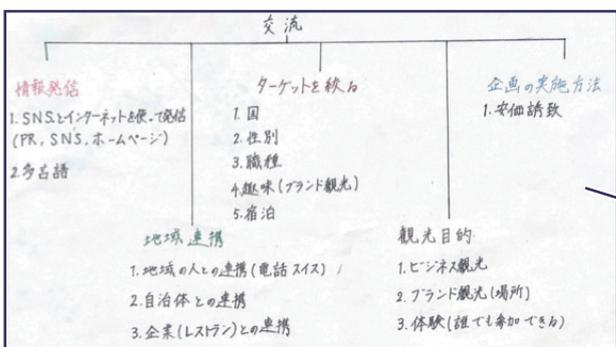 交流
情報発信
1. SNSとインターネットを使って発信
(PR, SNS, ホームページ)
2. 多言語
ターゲットを絞る
1. 国
2. 性別
3. 職種
4. 趣味(ブランド観光)
5. 宿泊
企画の実施方法
1. 安価誘致
地域連携
1. 地域の人との連携(電話スイス)
2. 自治体との連携
3. 企業(レストラン)との連携
観光目的
1. ビジネス観光
2. ブランド観光(場所)
3. 体験(誰でも参加できる)